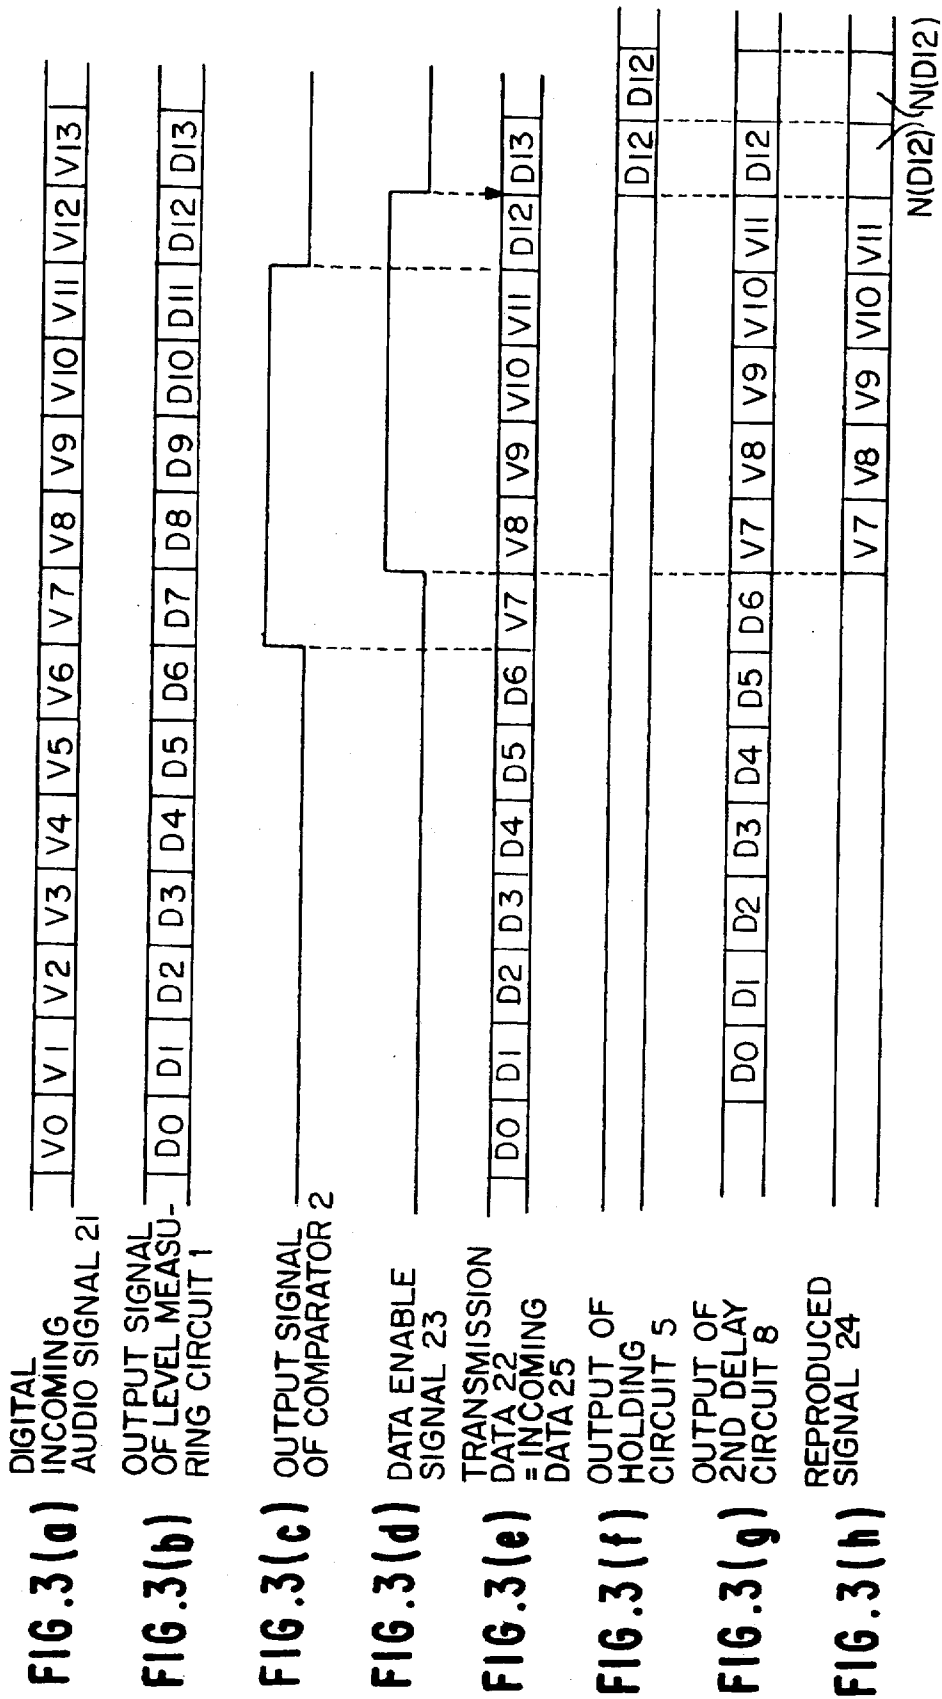 FIG.3(a)
DIGITAL
INCOMING
AUDIO SIGNAL 21
V0 V1 V2 V3 V4 V5 V6 V7 V8 V9 V10 V11 V12 V13
FIG.3(b)
OUTPUT SIGNAL
OF LEVEL MEASU-
RING CIRCUIT 1
D0 D1 D2 D3 D4 D5 D6 D7 D8 D9 D10 D11 D12 D13
FIG.3(c)
OUTPUT SIGNAL
OF COMPARATOR 2
FIG.3(d)
DATA ENABLE
SIGNAL 23
FIG.3(e)
TRANSMISSION
DATA 22
= INCOMING
DATA 25
D0 D1 D2 D3 D4 D5 D6 V7 V8 V9 V10 V11 D12 D13
FIG.3(f)
OUTPUT OF
HOLDING
CIRCUIT 5
D12 D12
FIG.3(g)
OUTPUT OF
2ND DELAY
CIRCUIT 8
D0 D1 D2 D3 D4 D5 D6 V7 V8 V9 V10 V11 D12
FIG.3(h)
REPRODUCED
SIGNAL 24
V7 V8 V9 V10 V11
N(D12) N(D12)